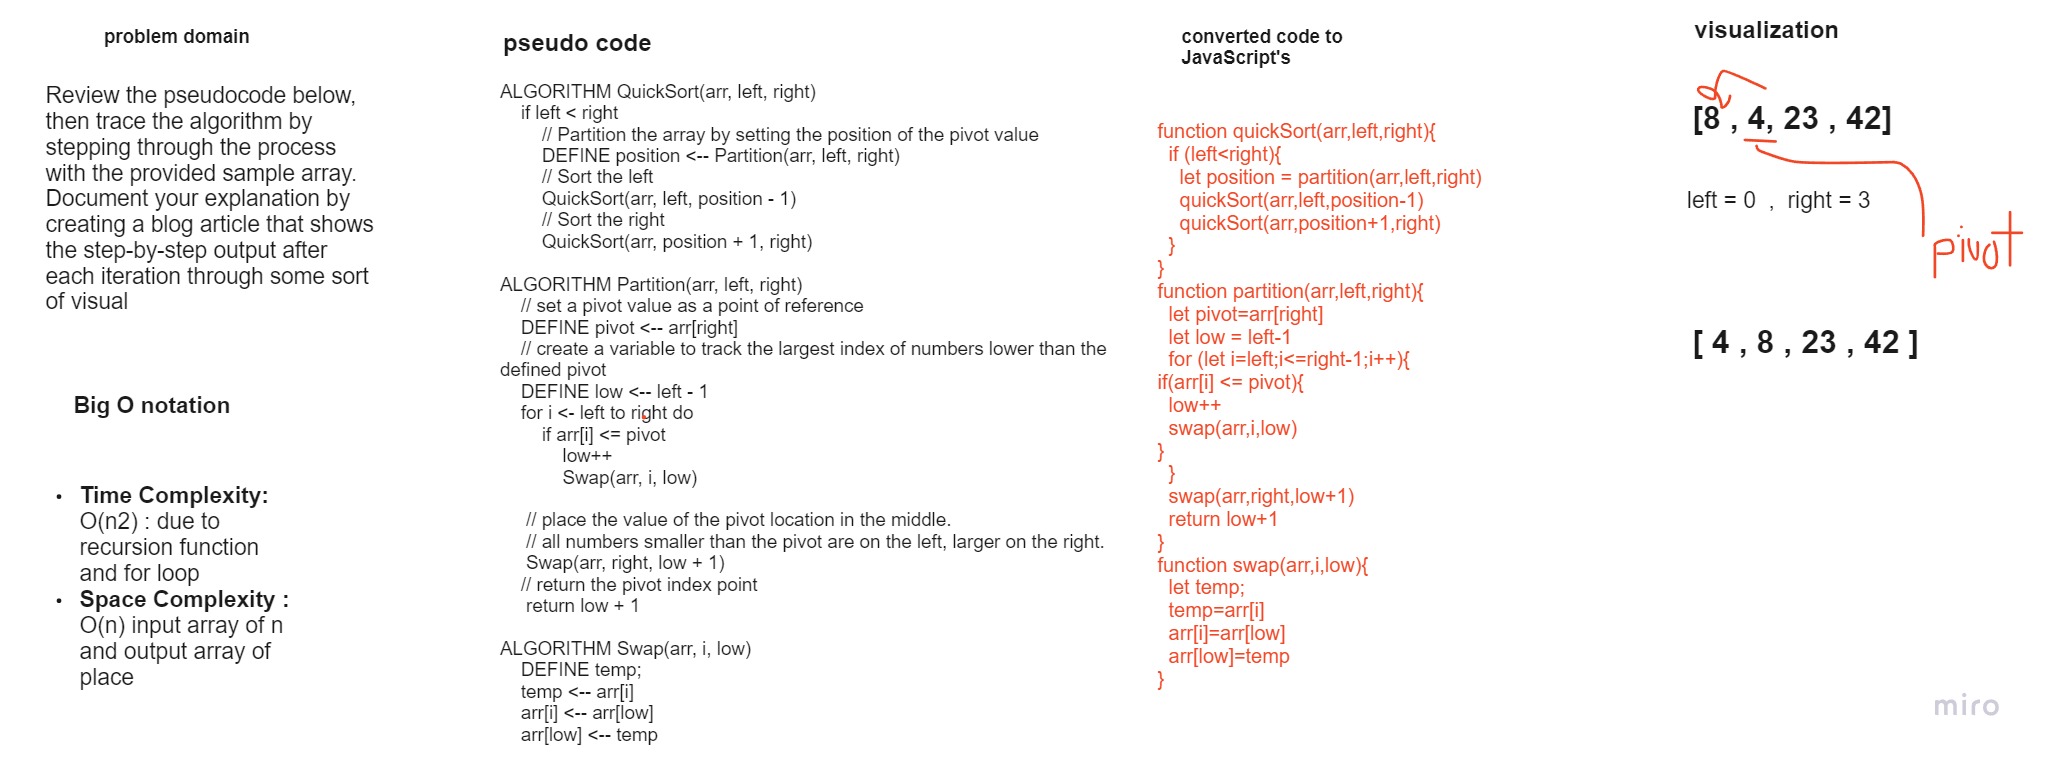 problem domain
Review the pseudocode below,
then trace the algorithm by
stepping through the process
with the provided sample array.
Document your explanation by
creating a blog article that shows
the step-by-step output after
each iteration through some sort
of visual
Big O notation
• Time Complexity:
O(n2) : due to
recursion function
and for loop
• Space Complexity :
O(n) input array of n
and output array of
place
pseudo code
ALGORITHM QuickSort(arr, left, right)
if left < right
// Partition the array by setting the position of the pivot value
DEFINE position <-- Partition(arr, left, right)
// Sort the left
QuickSort(arr, left, position - 1)
// Sort the right
QuickSort(arr, position + 1, right)
ALGORITHM Partition(arr, left, right)
// set a pivot value as a point of reference
DEFINE pivot <-- arr[right]
// create a variable to track the largest index of numbers lower than the
defined pivot
DEFINE low <-- left - 1
for i <- left to right do
if arr[i] <= pivot
low++
Swap(arr, i, low)
// place the value of the pivot location in the middle.
// all numbers smaller than the pivot are on the left, larger on the right.
Swap(arr, right, low + 1)
// return the pivot index point
return low + 1
ALGORITHM Swap(arr, i, low)
DEFINE temp;
temp <-- arr[i]
arr[i] <-- arr[low]
arr[low] <-- temp
converted code to
JavaScript's
function quickSort(arr,left,right){
if (left<right){
let position = partition(arr,left,right)
quickSort(arr,left,position-1)
quickSort(arr,position+1,right)
}
}
function partition(arr,left,right){
let pivot=arr[right]
let low = left-1
for (let i=left;i<=right-1;i++){
if(arr[i] <= pivot){
low++
swap(arr,i,low)
}
}
swap(arr,right,low+1)
return low+1
}
function swap(arr,i,low){
let temp;
temp=arr[i]
arr[i]=arr[low]
arr[low]=temp
}
visualization
[8 , 4, 23 , 42]
left = 0 , right = 3
pivot
[ 4 , 8 , 23 , 42 ]
miro